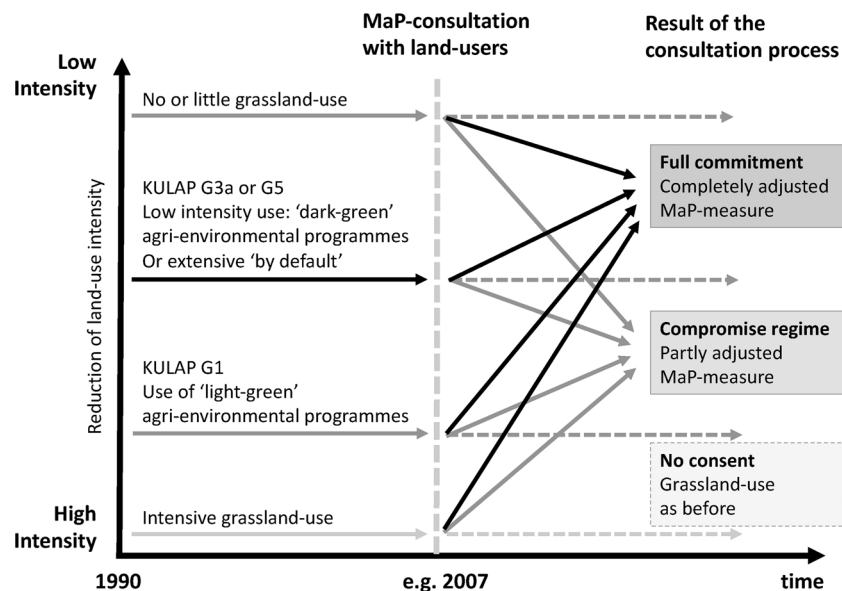 MaP-consultation
with land-users
Result of the
consultation process
Low
Intensity
No or little grassland-use
Full commitment
Completely adjusted
MaP-measure
KULAP G3a or G5
Low intensity use: ‘dark-green’
agri-environmental programmes
Or extensive ‘by default’
Reduction of land-use intensity
Compromise regime
Partly adjusted
MaP-measure
KULAP G1
Use of ‘light-green’
agri-environmental programmes
No consent
Grassland-use
as before
High
Intensity
Intensive grassland-use
1990
e.g. 2007
time